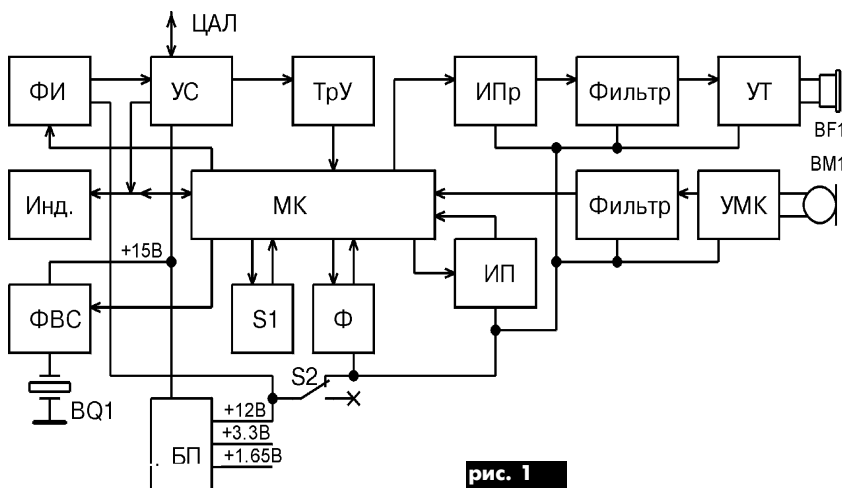 ЦАЛ
ФИ
УС
ТрУ
ИПр
Фильтр
УТ
BF1
BM1
Инд.
МК
Фильтр
УМК
+15В
ИП
ФВС
S1
Ф
S2
BQ1
+12В
+3.3В
БП
+1.65В
рис. 1